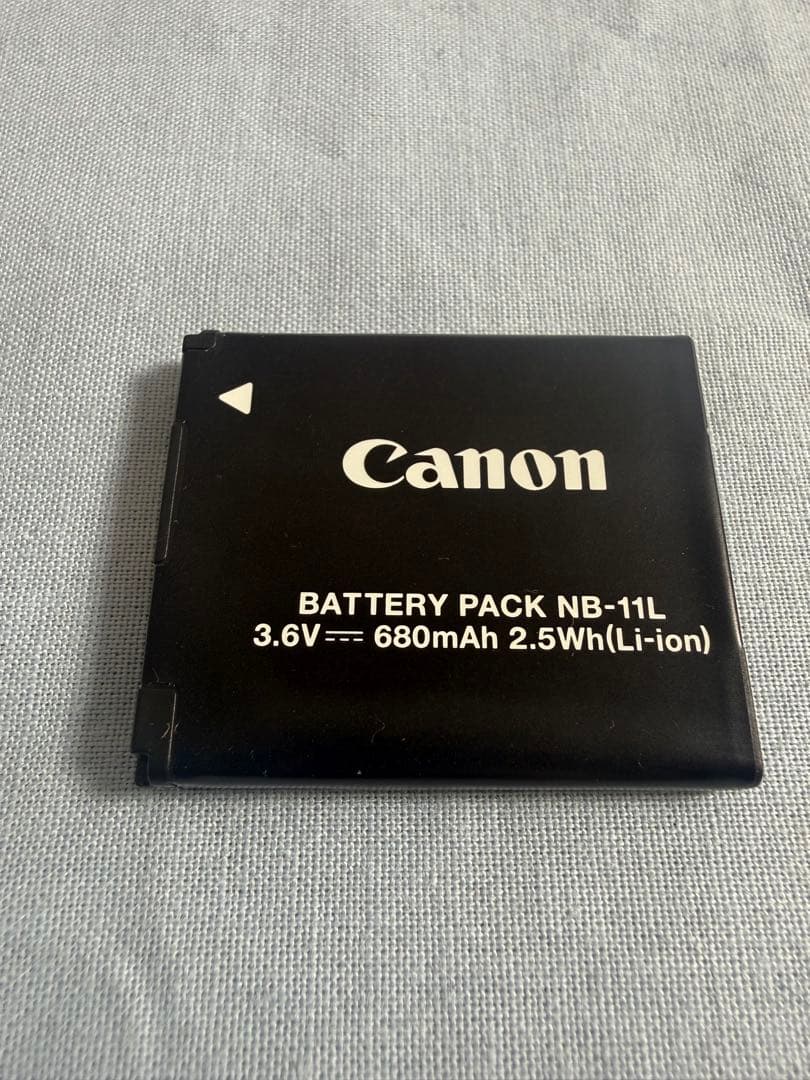 Canon
BATTERY PACK NB-11L
3.6V⎓ 680mAh 2.5Wh(Li-ion)